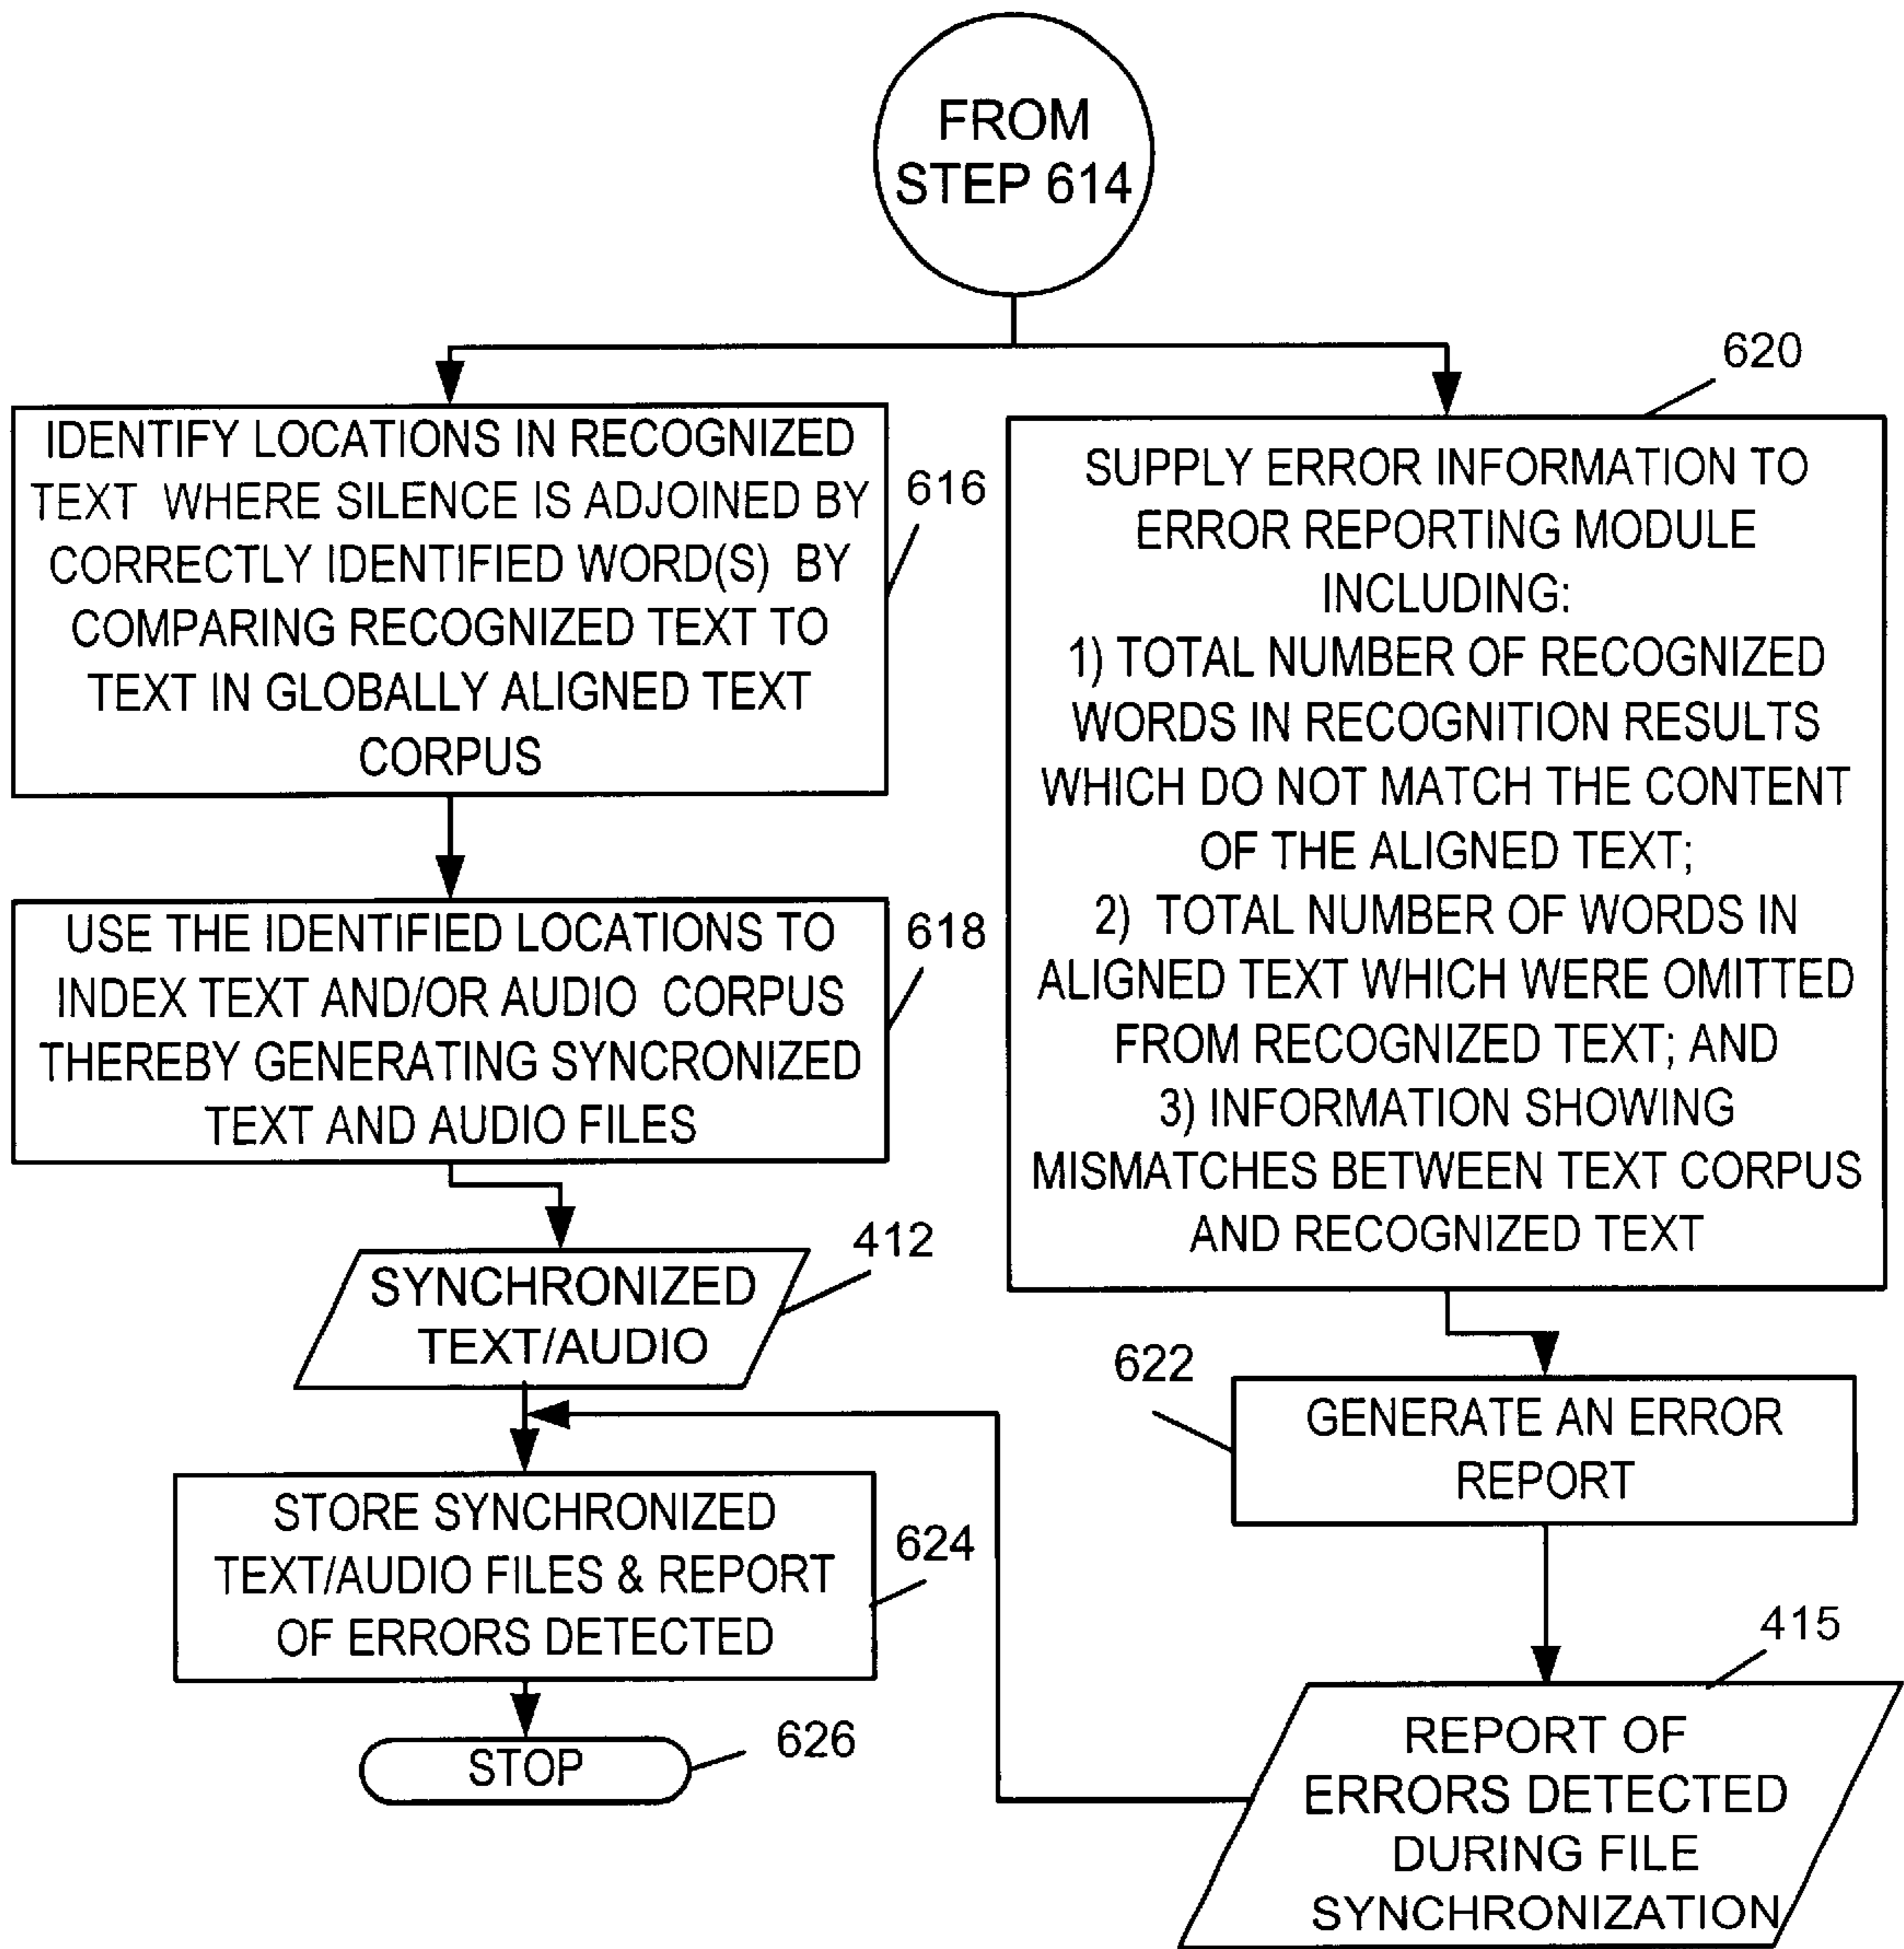 FROM
STEP 614
IDENTIFY LOCATIONS IN RECOGNIZED
TEXT WHERE SILENCE IS ADJOINED BY
CORRECTLY IDENTIFIED WORD(S) BY
COMPARING RECOGNIZED TEXT TO
TEXT IN GLOBALLY ALIGNED TEXT
CORPUS
616
USE THE IDENTIFIED LOCATIONS TO
INDEX TEXT AND/OR AUDIO CORPUS
THEREBY GENERATING SYNCRONIZED
TEXT AND AUDIO FILES
618
SYNCHRONIZED
TEXT/AUDIO
412
STORE SYNCHRONIZED
TEXT/AUDIO FILES & REPORT
OF ERRORS DETECTED
624
STOP
626
620
SUPPLY ERROR INFORMATION TO
ERROR REPORTING MODULE
INCLUDING:
1) TOTAL NUMBER OF RECOGNIZED
WORDS IN RECOGNITION RESULTS
WHICH DO NOT MATCH THE CONTENT
OF THE ALIGNED TEXT;
2) TOTAL NUMBER OF WORDS IN
ALIGNED TEXT WHICH WERE OMITTED
FROM RECOGNIZED TEXT; AND
3) INFORMATION SHOWING
MISMATCHES BETWEEN TEXT CORPUS
AND RECOGNIZED TEXT
622
GENERATE AN ERROR
REPORT
415
REPORT OF
ERRORS DETECTED
DURING FILE
SYNCHRONIZATION